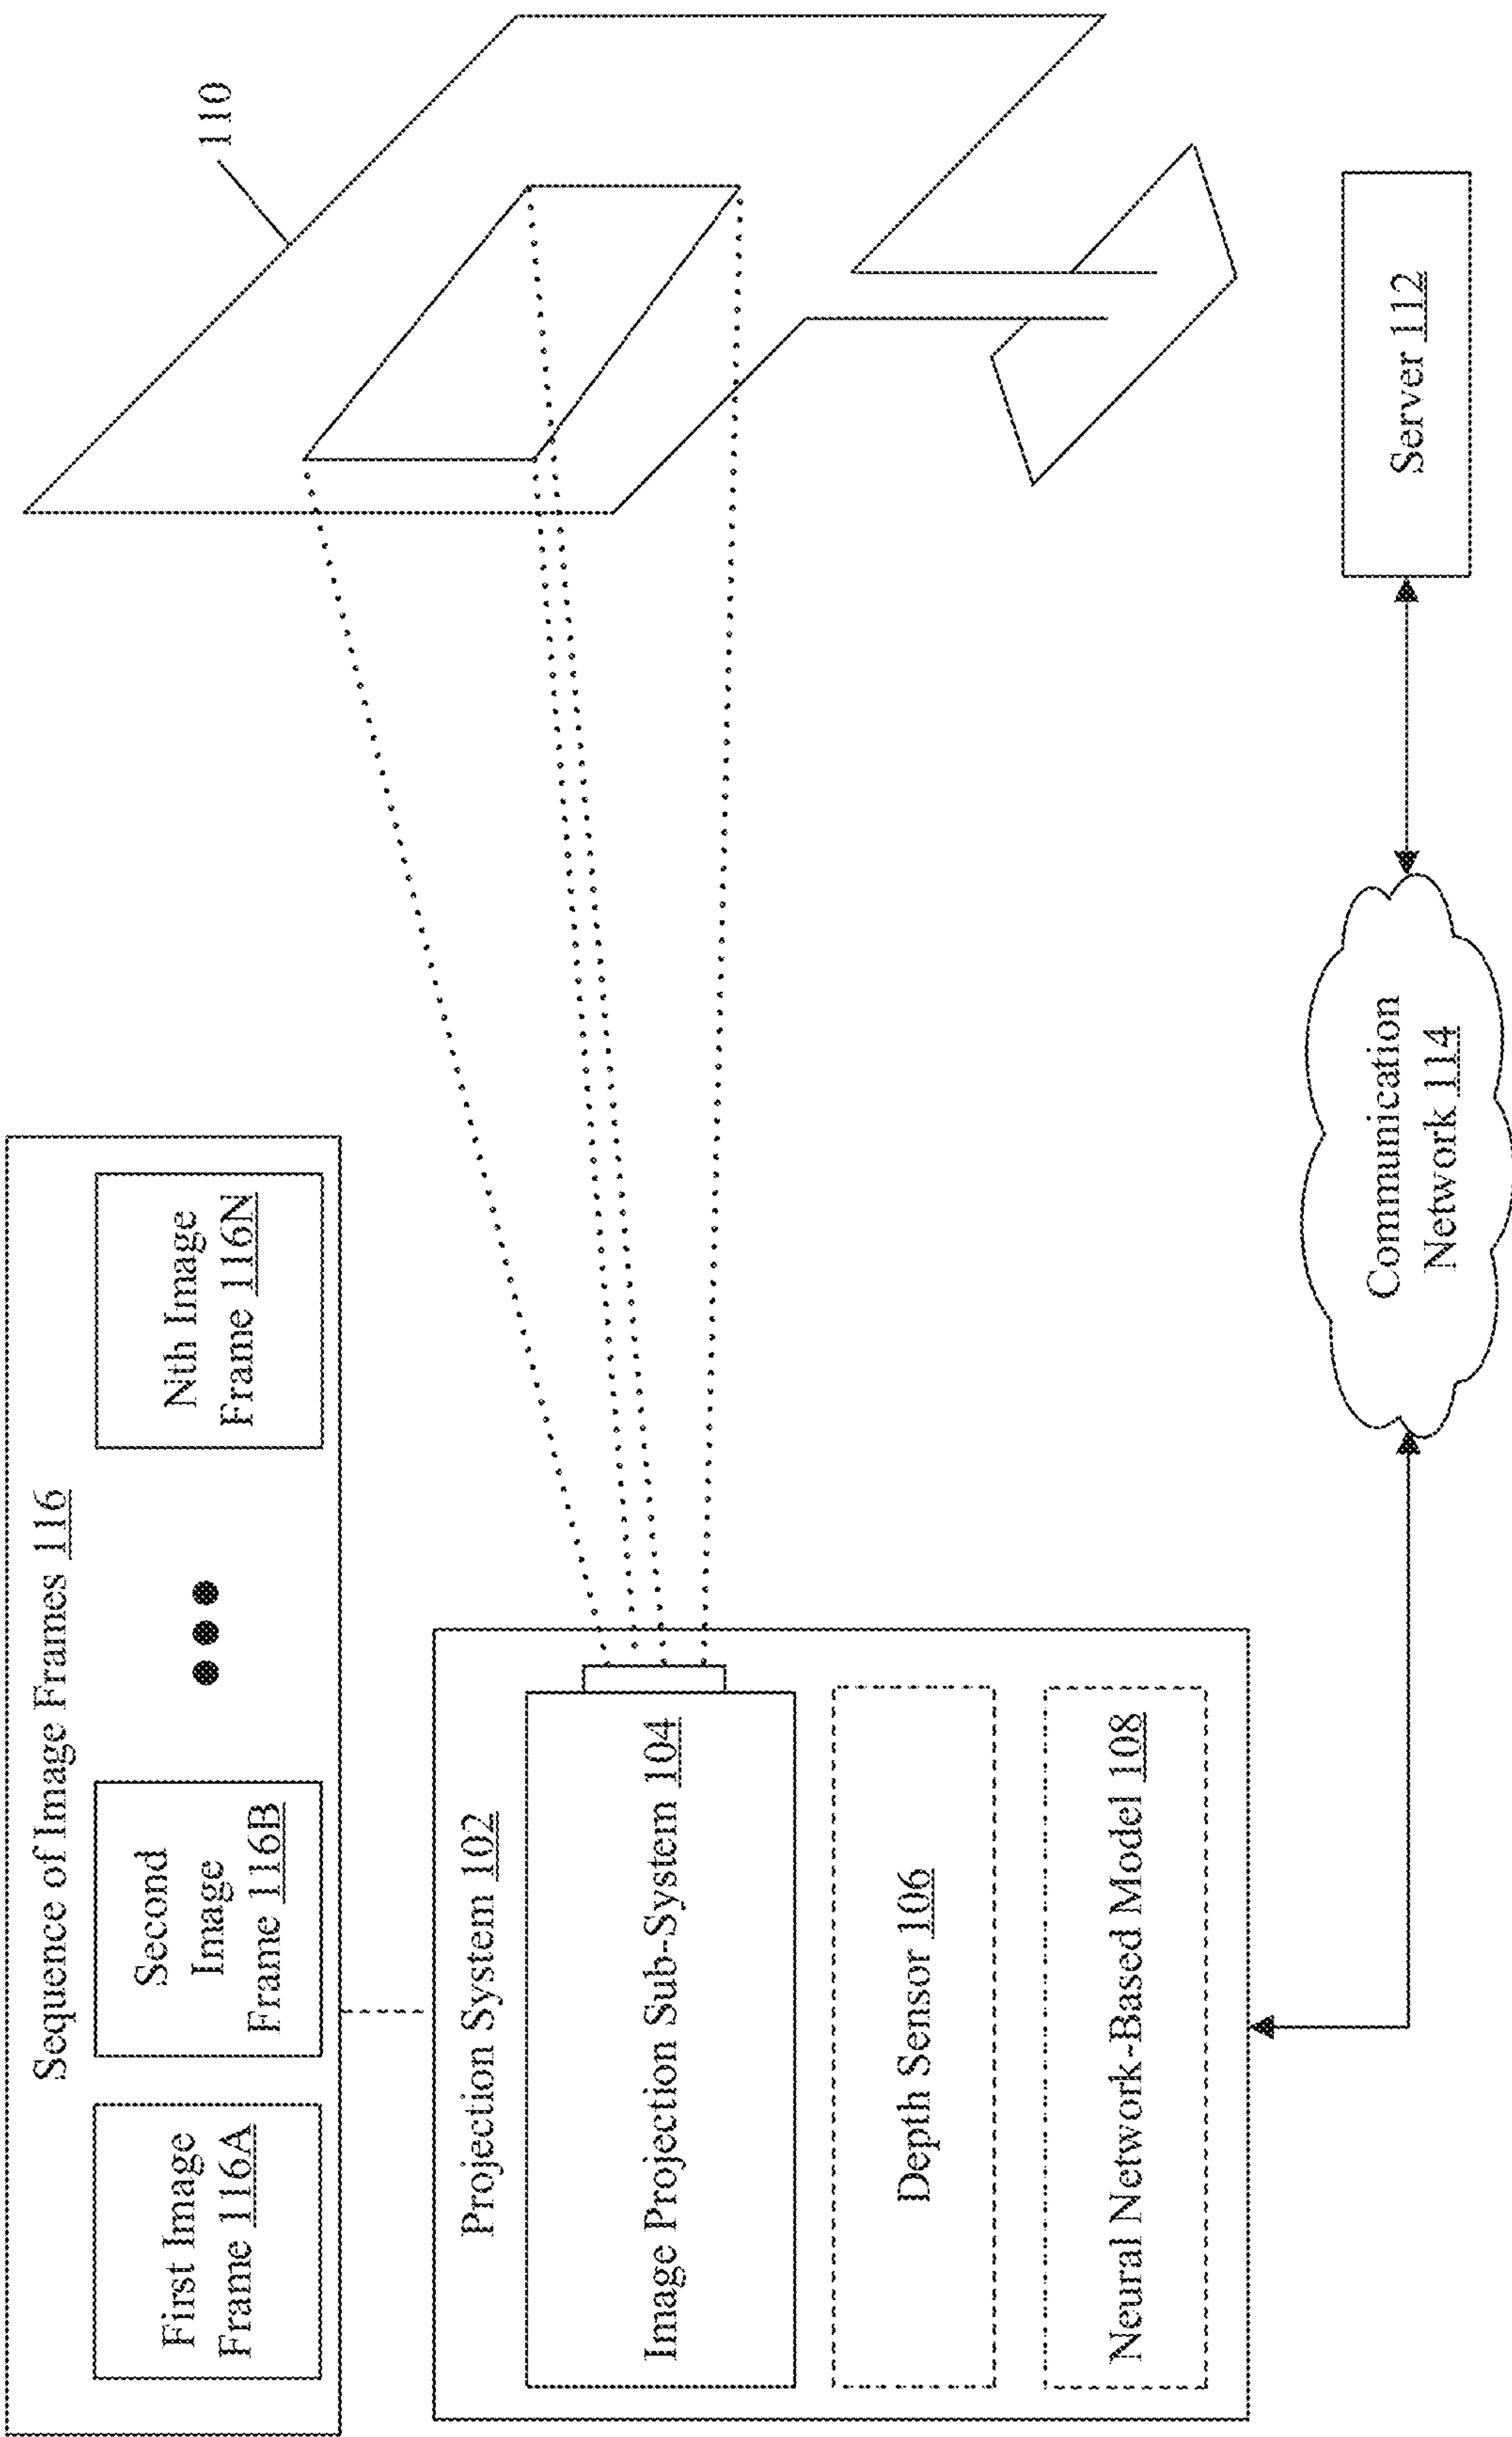 Sequence of Image Frames 116
First Image
Frame 116A
Second
Image
Frame 116B
Nth Image
Frame 116N
110
Projection System 102
Image Projection Sub-System 104
Depth Sensor 106
Neural Network-Based Model 108
Communication
Network 114
Server 112